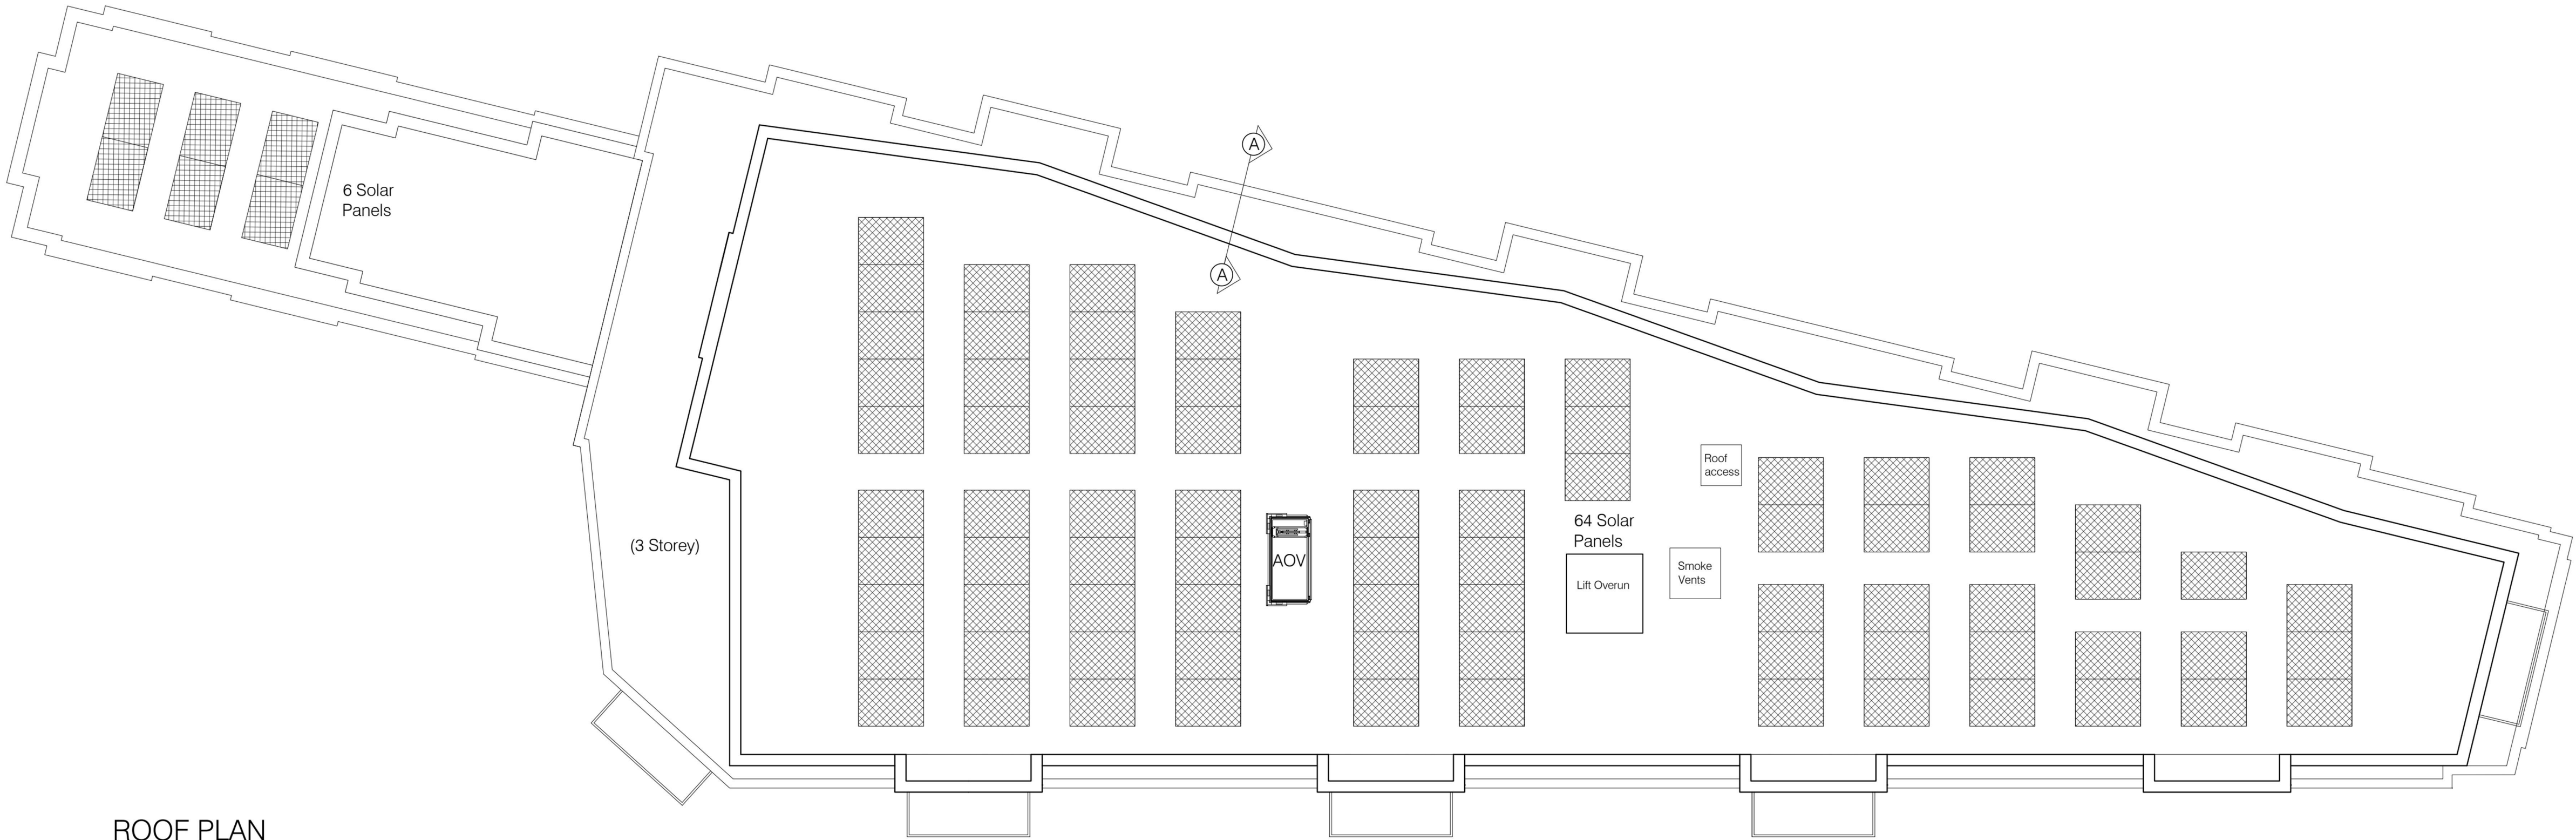 A
6 Solar
Panels
A
Roof
access
64 Solar
Panels
(3 Storey)
AOV
Smoke
Vents
Lift Overun
ROOF PLAN